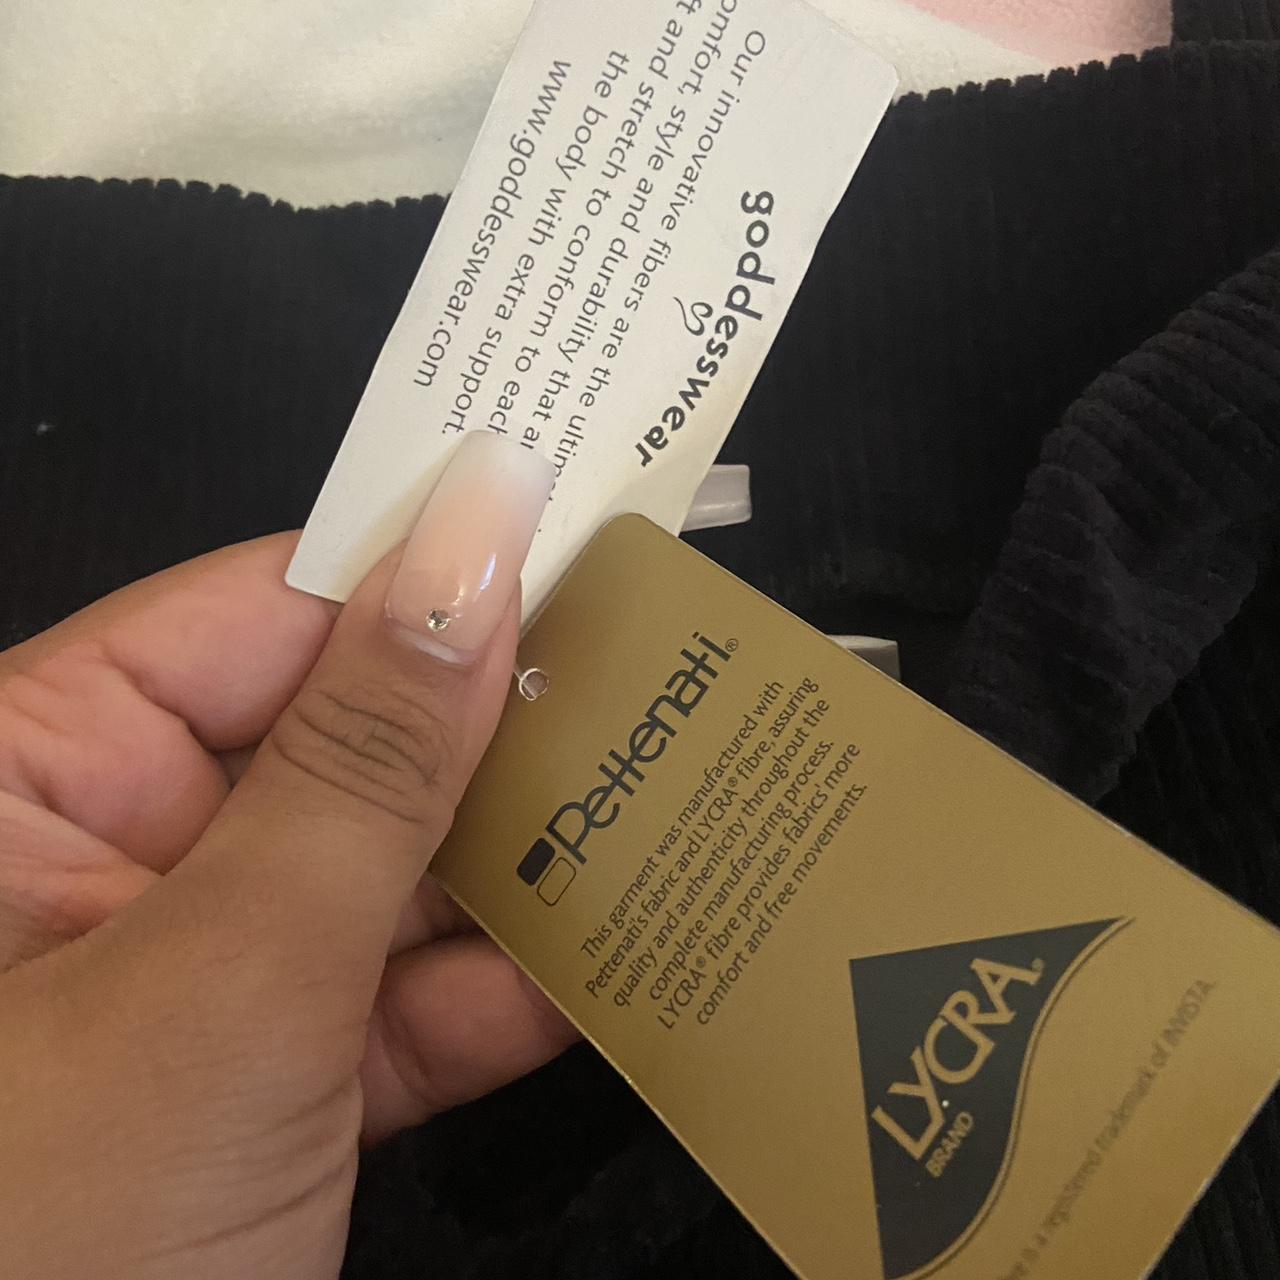 goddesswear
Our innovative fibers are the
omfort, style and durability that
ft and stretch to conform to each
the body with extra support.
www.goddesswear.com
Pettenati®
This garment was manufactured with
Pettenati's fabric and LYCRA® fibre, assuring
quality and authenticity throughout the
complete manufacturing process.
LYCRA® fibre provides fabrics' more
comfort and free movements.
LYCRA®
BRAND
is a registered trademark of INVISTA